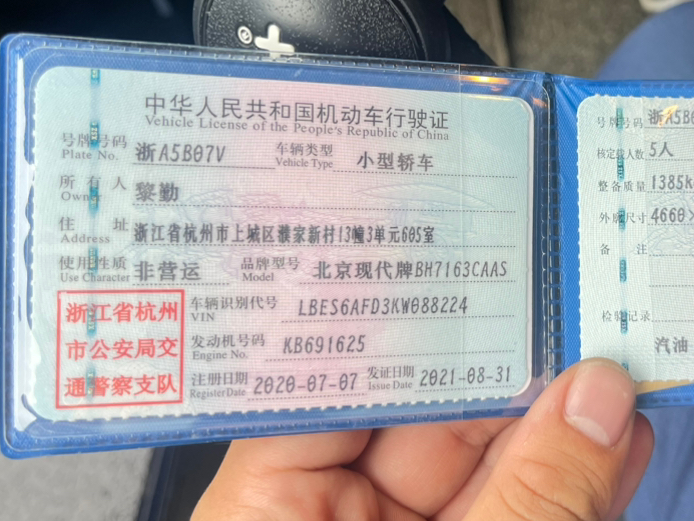 中华人民共和国机动车行驶证
Vehicle License of the People's Republic of China
号牌号码 浙A5B07V 车辆类型 小型轿车
Plate No. Vehicle Type
所有人 黎勤
Owner
住址 浙江省杭州市上城区濮家新村13幢3单元605室
Address
使用性质 非营运 品牌型号 北京现代牌BH7163CAAS
Use Character Model
浙江省杭州
市公安局交
通警察支队
车辆识别代号 LBES6AFD3KW088224
VIN
发动机号码 KB691625
Engine No.
注册日期 2020-07-07 发证日期 2021-08-31
Register Date Issue Date
号牌号码 浙A5B0
核定载人数 5人
整备质量 1385k
外廓尺寸 4660×
备注
检验记录
汽油